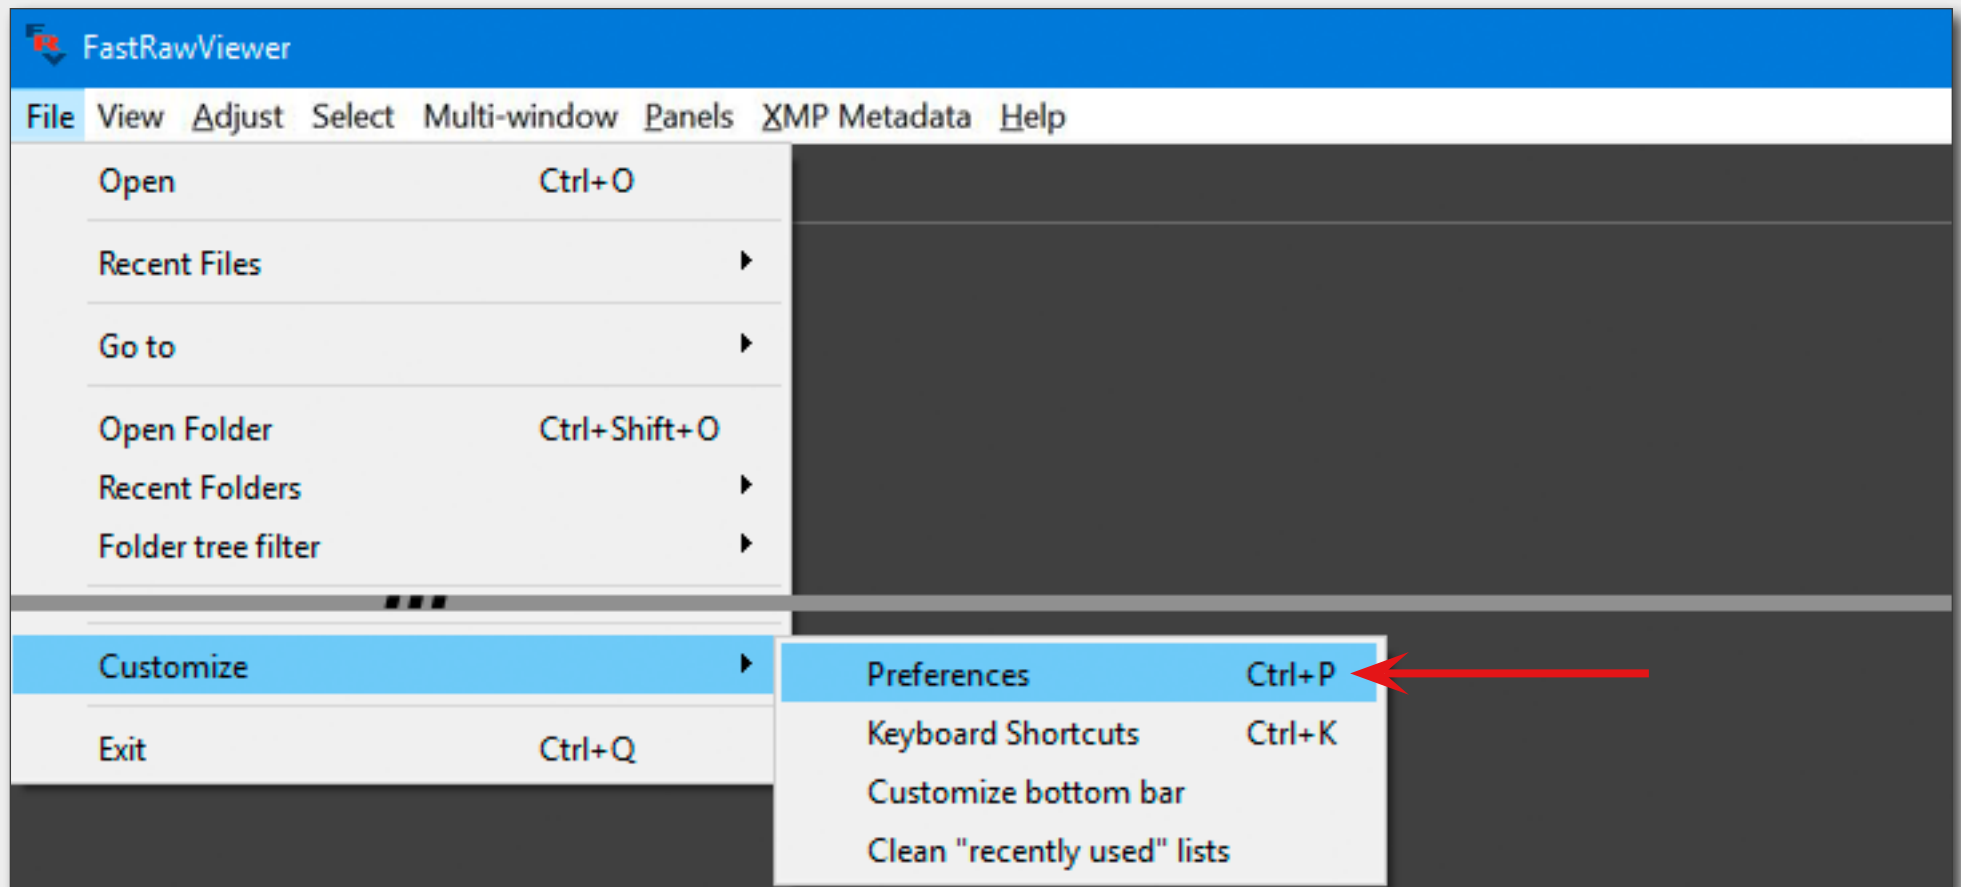 FastRawViewer
File View Adjust Select Multi-window Panels XMP Metadata Help
Open Ctrl+O
Recent Files
Go to
Open Folder Ctrl+Shift+O
Recent Folders
Folder tree filter
Customize
Preferences Ctrl+P
Keyboard Shortcuts Ctrl+K
Exit Ctrl+Q
Customize bottom bar
Clean "recently used" lists